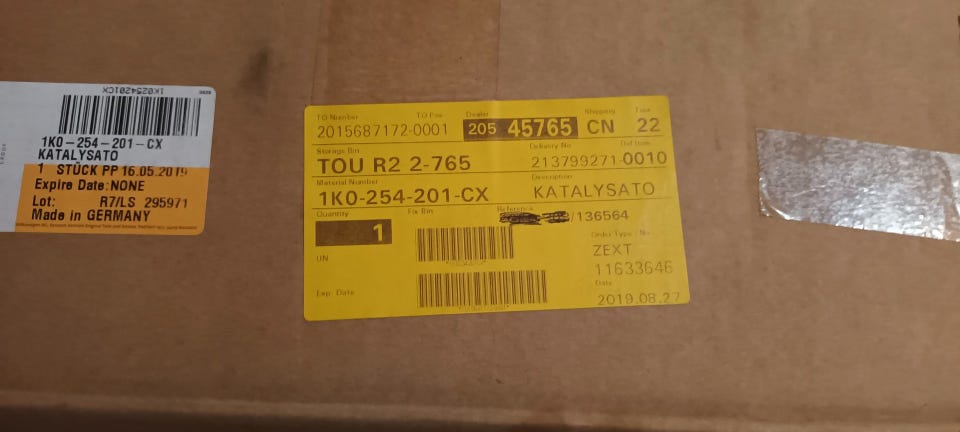 1K0254201CX
1K0-254-201-CX
KATALYSATO
1 STÜCK PP 16.05.2019
Expire Date:NONE
Lot: R7/LS 295971
Made in GERMANY
TO Number TO Pos Dealer Shipping Tour
2015687172-0001 205 45765 CN 22
Storage Bin Delivery No Del Item
TOU R2 2-765 213799271-0010
Material Number Description
1K0-254-201-CX KATALYSATO
Quantity Fix Bin Reference
1 /136564
UN
Order Type / No
ZEXT
11633646
Exp. Date Date
2019.08.27